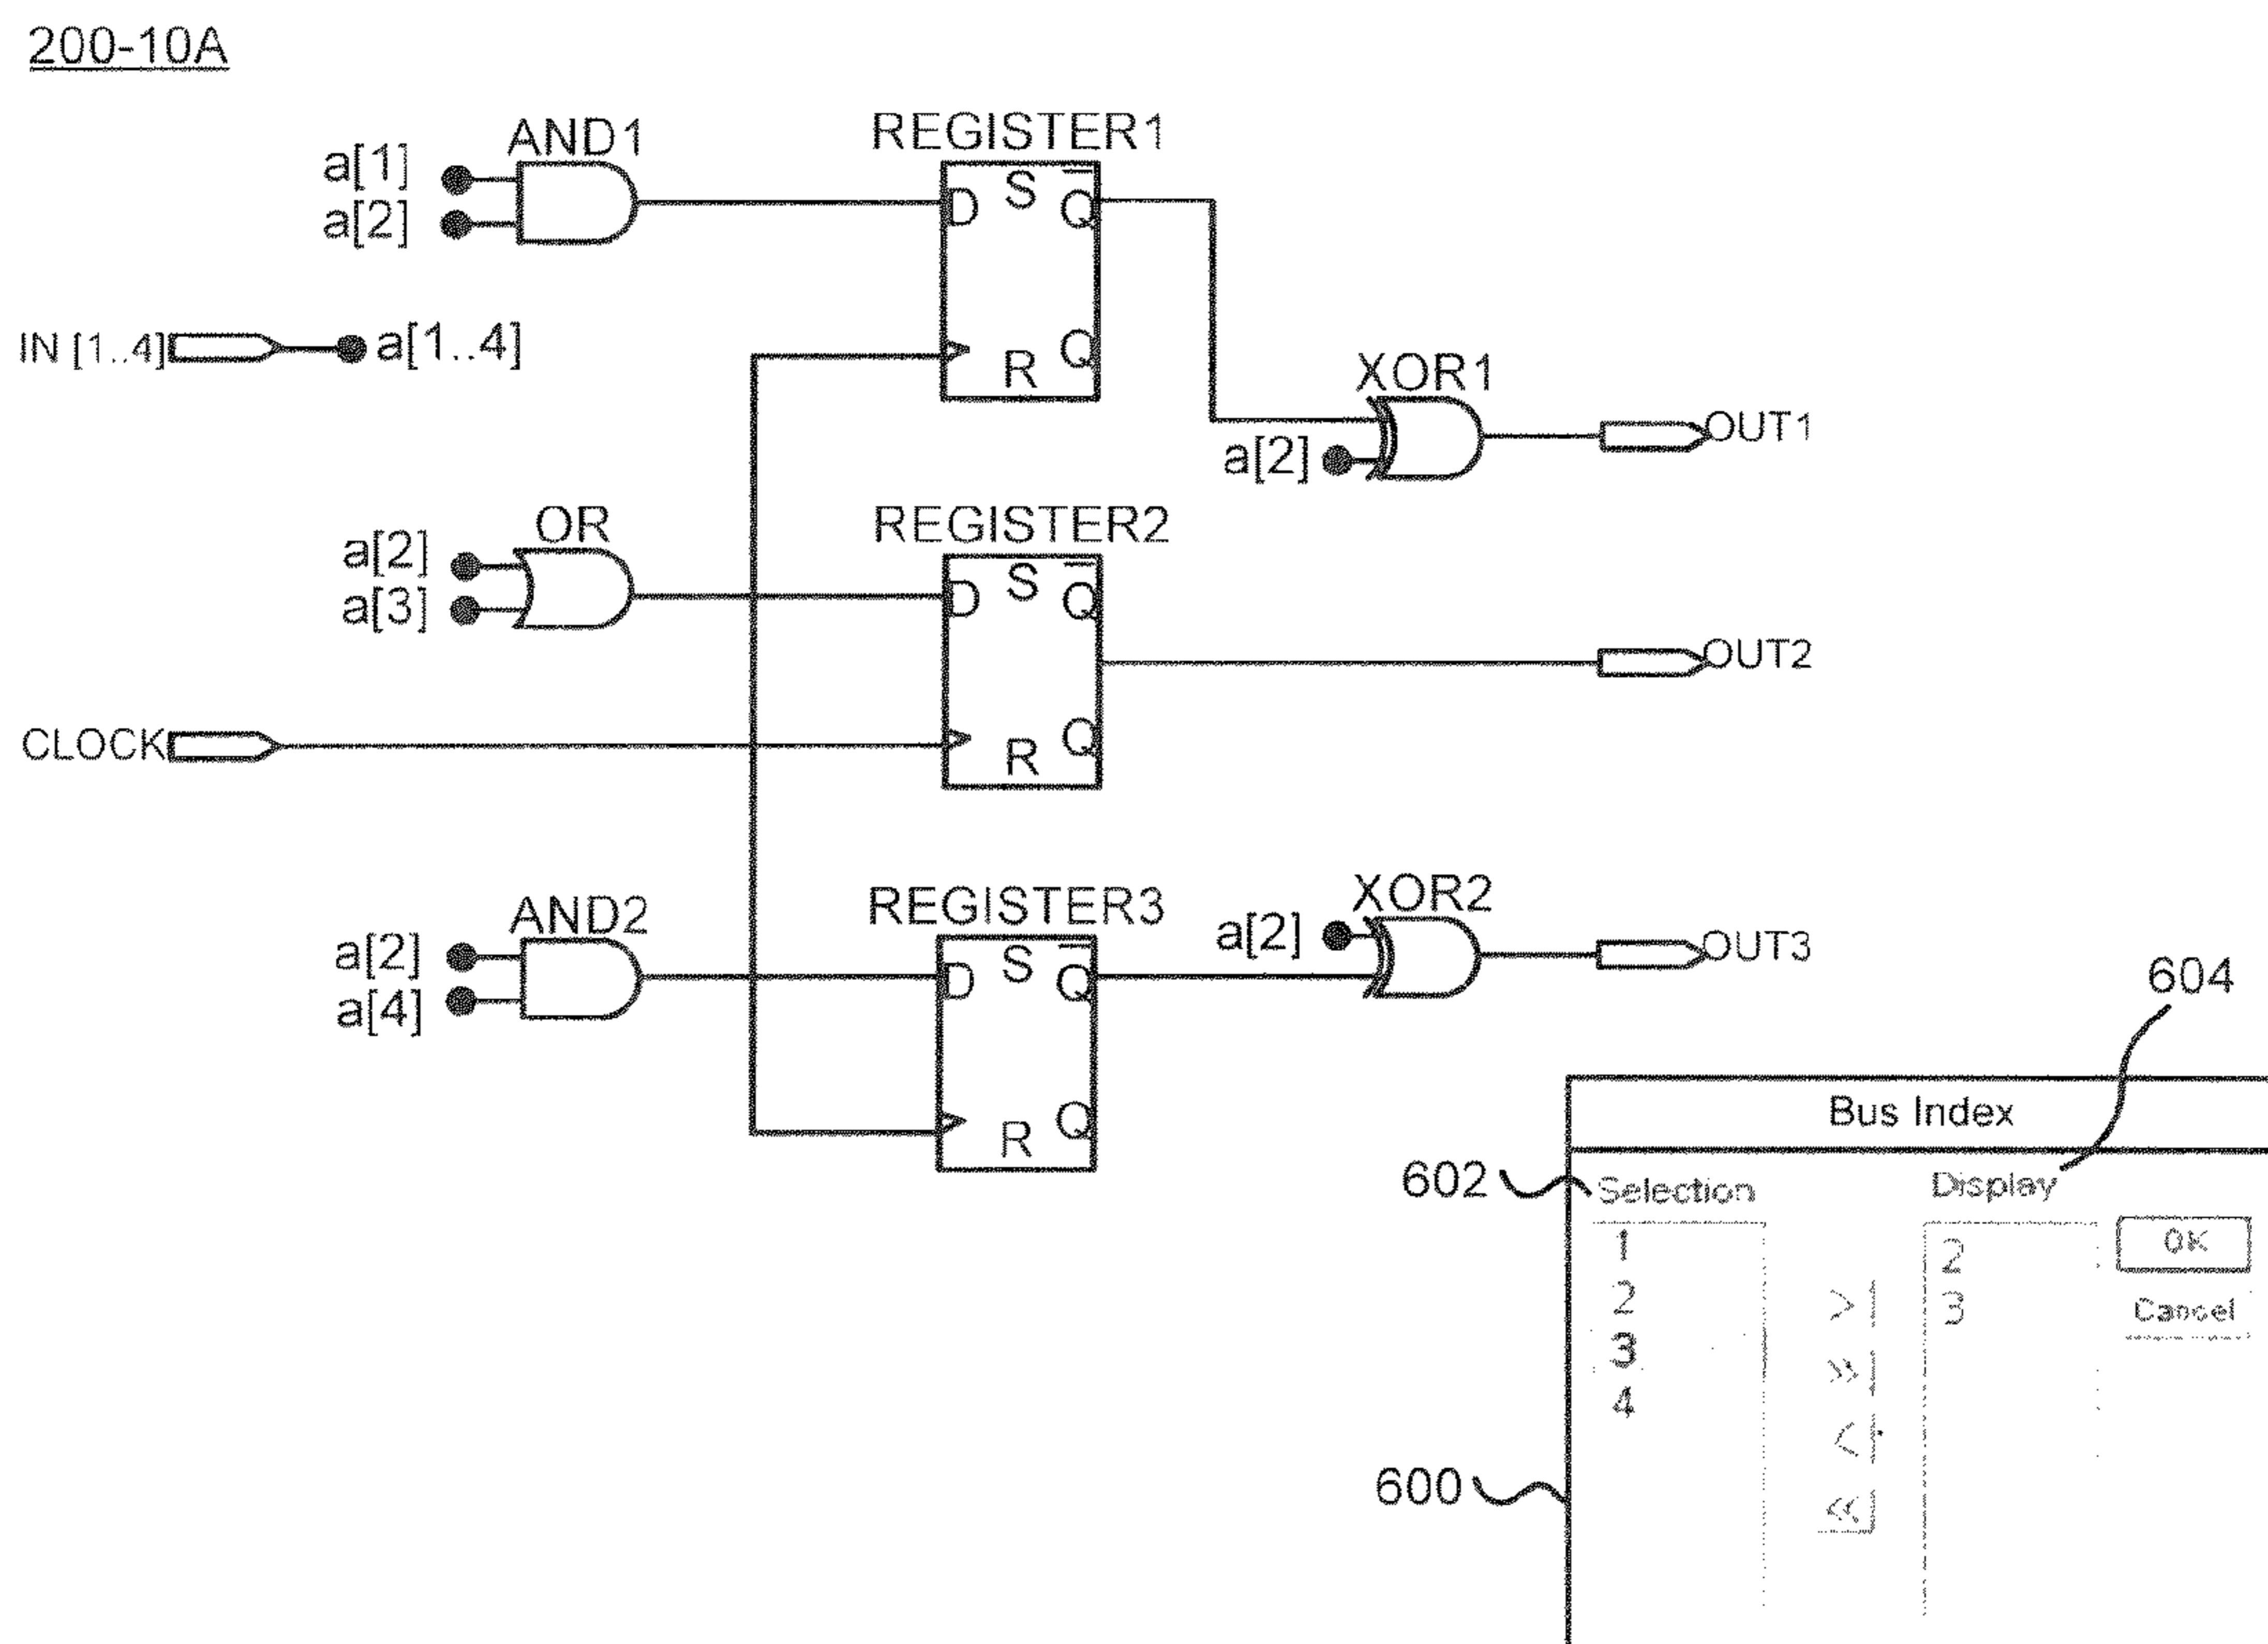 200-10A
AND1
REGISTER1
a[1]
a[2]
D
S
Q
IN [1..4]
a[1..4]
R
Q
XOR1
OUT1
a[2]
OR
REGISTER2
a[2]
a[3]
D
S
Q
OUT2
CLOCK
R
Q
AND2
REGISTER3
XOR2
a[2]
a[4]
D
S
Q
a[2]
OUT3
R
Q
604
Bus Index
602
Selection
Display
1
2
3
4
>
»
<
«
2
3
OK
Cancel
600